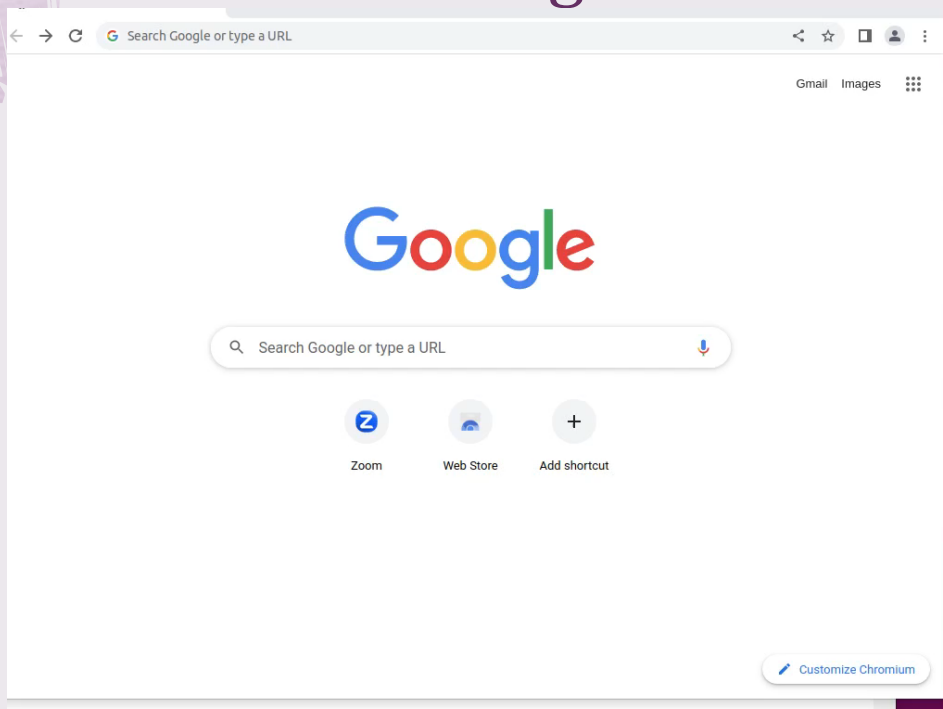 g
Search Google or type a URL
Gmail Images
Google
Search Google or type a URL
Zoom Web Store Add shortcut
Customize Chromium